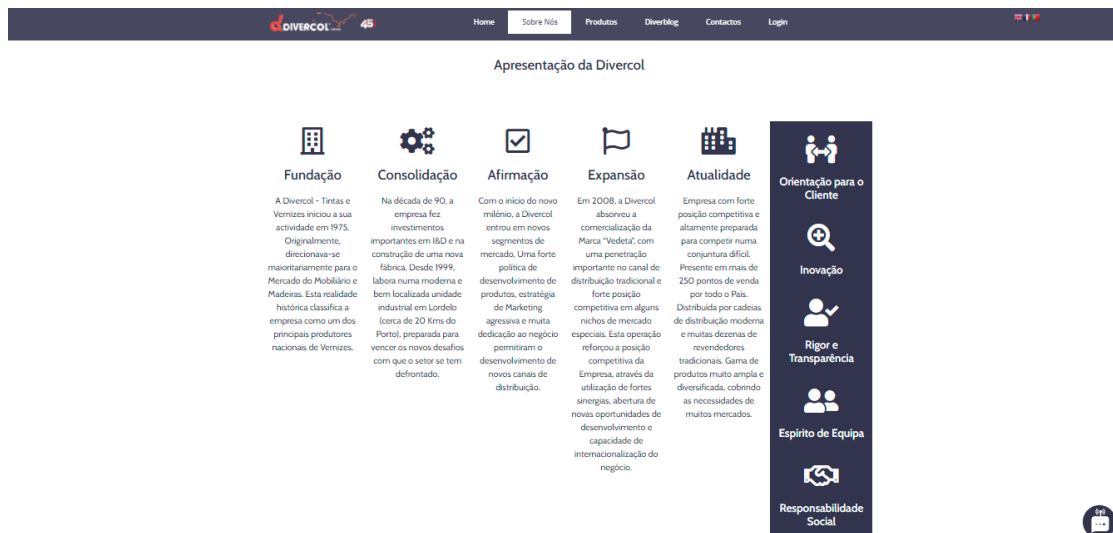 DIVERCOL
45
Home
Sobre Nós
Produtos
Diverblog
Contactos
Login
Apresentação da Divercol
Fundação
A Divercol - Tintas e
Vernizes iniciou a sua
actividade em 1975.
Originalmente,
direcionava-se
maioritariamente para o
Mercado do Mobiliário e
Madeiras. Esta realidade
histórica classifica a
empresa como um dos
principais produtores
nacionais de Vernizes.
Consolidação
Na década de 90, a
empresa fez
investimentos
importantes em I&D e na
construção de uma nova
fábrica. Desde 1999,
labora numa moderna e
bem localizada unidade
industrial em Lordelo
(cerca de 20 Kms do
Porto), preparada para
vencer os novos desafios
com que o setor se tem
defrontado.
Afirmação
Com o início do novo
milénio, a Divercol
entrou em novos
segmentos de
mercado. Uma forte
política de
desenvolvimento de
produtos, estratégia
de Marketing
agressiva e muita
dedicação ao negócio
permitiram o
desenvolvimento de
novos canais de
distribuição.
Expansão
Em 2008, a Divercol
absorveu a
comercialização da
Marca "Vedeta", com
uma penetração
importante no canal de
distribuição tradicional e
forte posição
competitiva em alguns
nichos de mercado
especiais. Esta operação
reforçou a posição
competitiva da
Empresa, através da
utilização de fortes
sinergias, abertura de
novas oportunidades de
desenvolvimento e
capacidade de
internacionalização do
negócio.
Atualidade
Empresa com forte
posição competitiva e
altamente preparada
para competir numa
conjuntura difícil.
Presente em mais de
250 pontos de venda
por todo o País.
Distribuída por cadeias
de distribuição moderna
e muitas dezenas de
revendedores
tradicionais. Gama de
produtos muito ampla e
diversificada, cobrindo
as necessidades de
muitos mercados.
Orientação para o
Cliente
Inovação
Rigor e
Transparência
Espírito de Equipa
Responsabilidade
Social